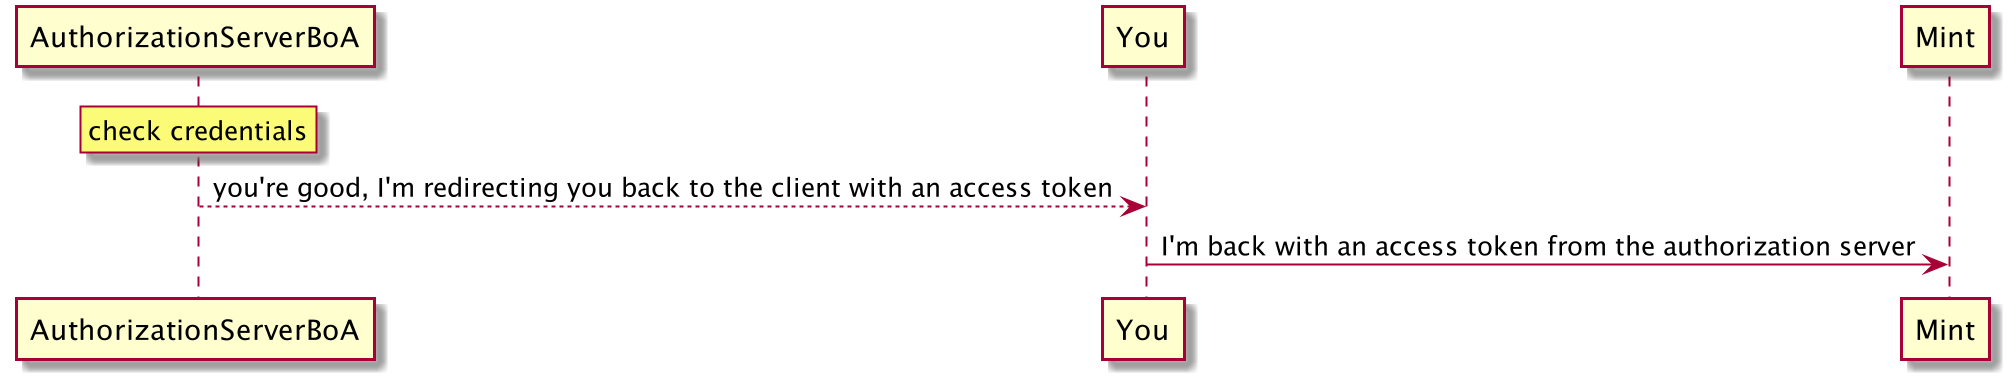 AuthorizationServerBoA
You
Mint
check credentials
you're good, I'm redirecting you back to the client with an access token
I'm back with an access token from the authorization server
AuthorizationServerBoA
You
Mint